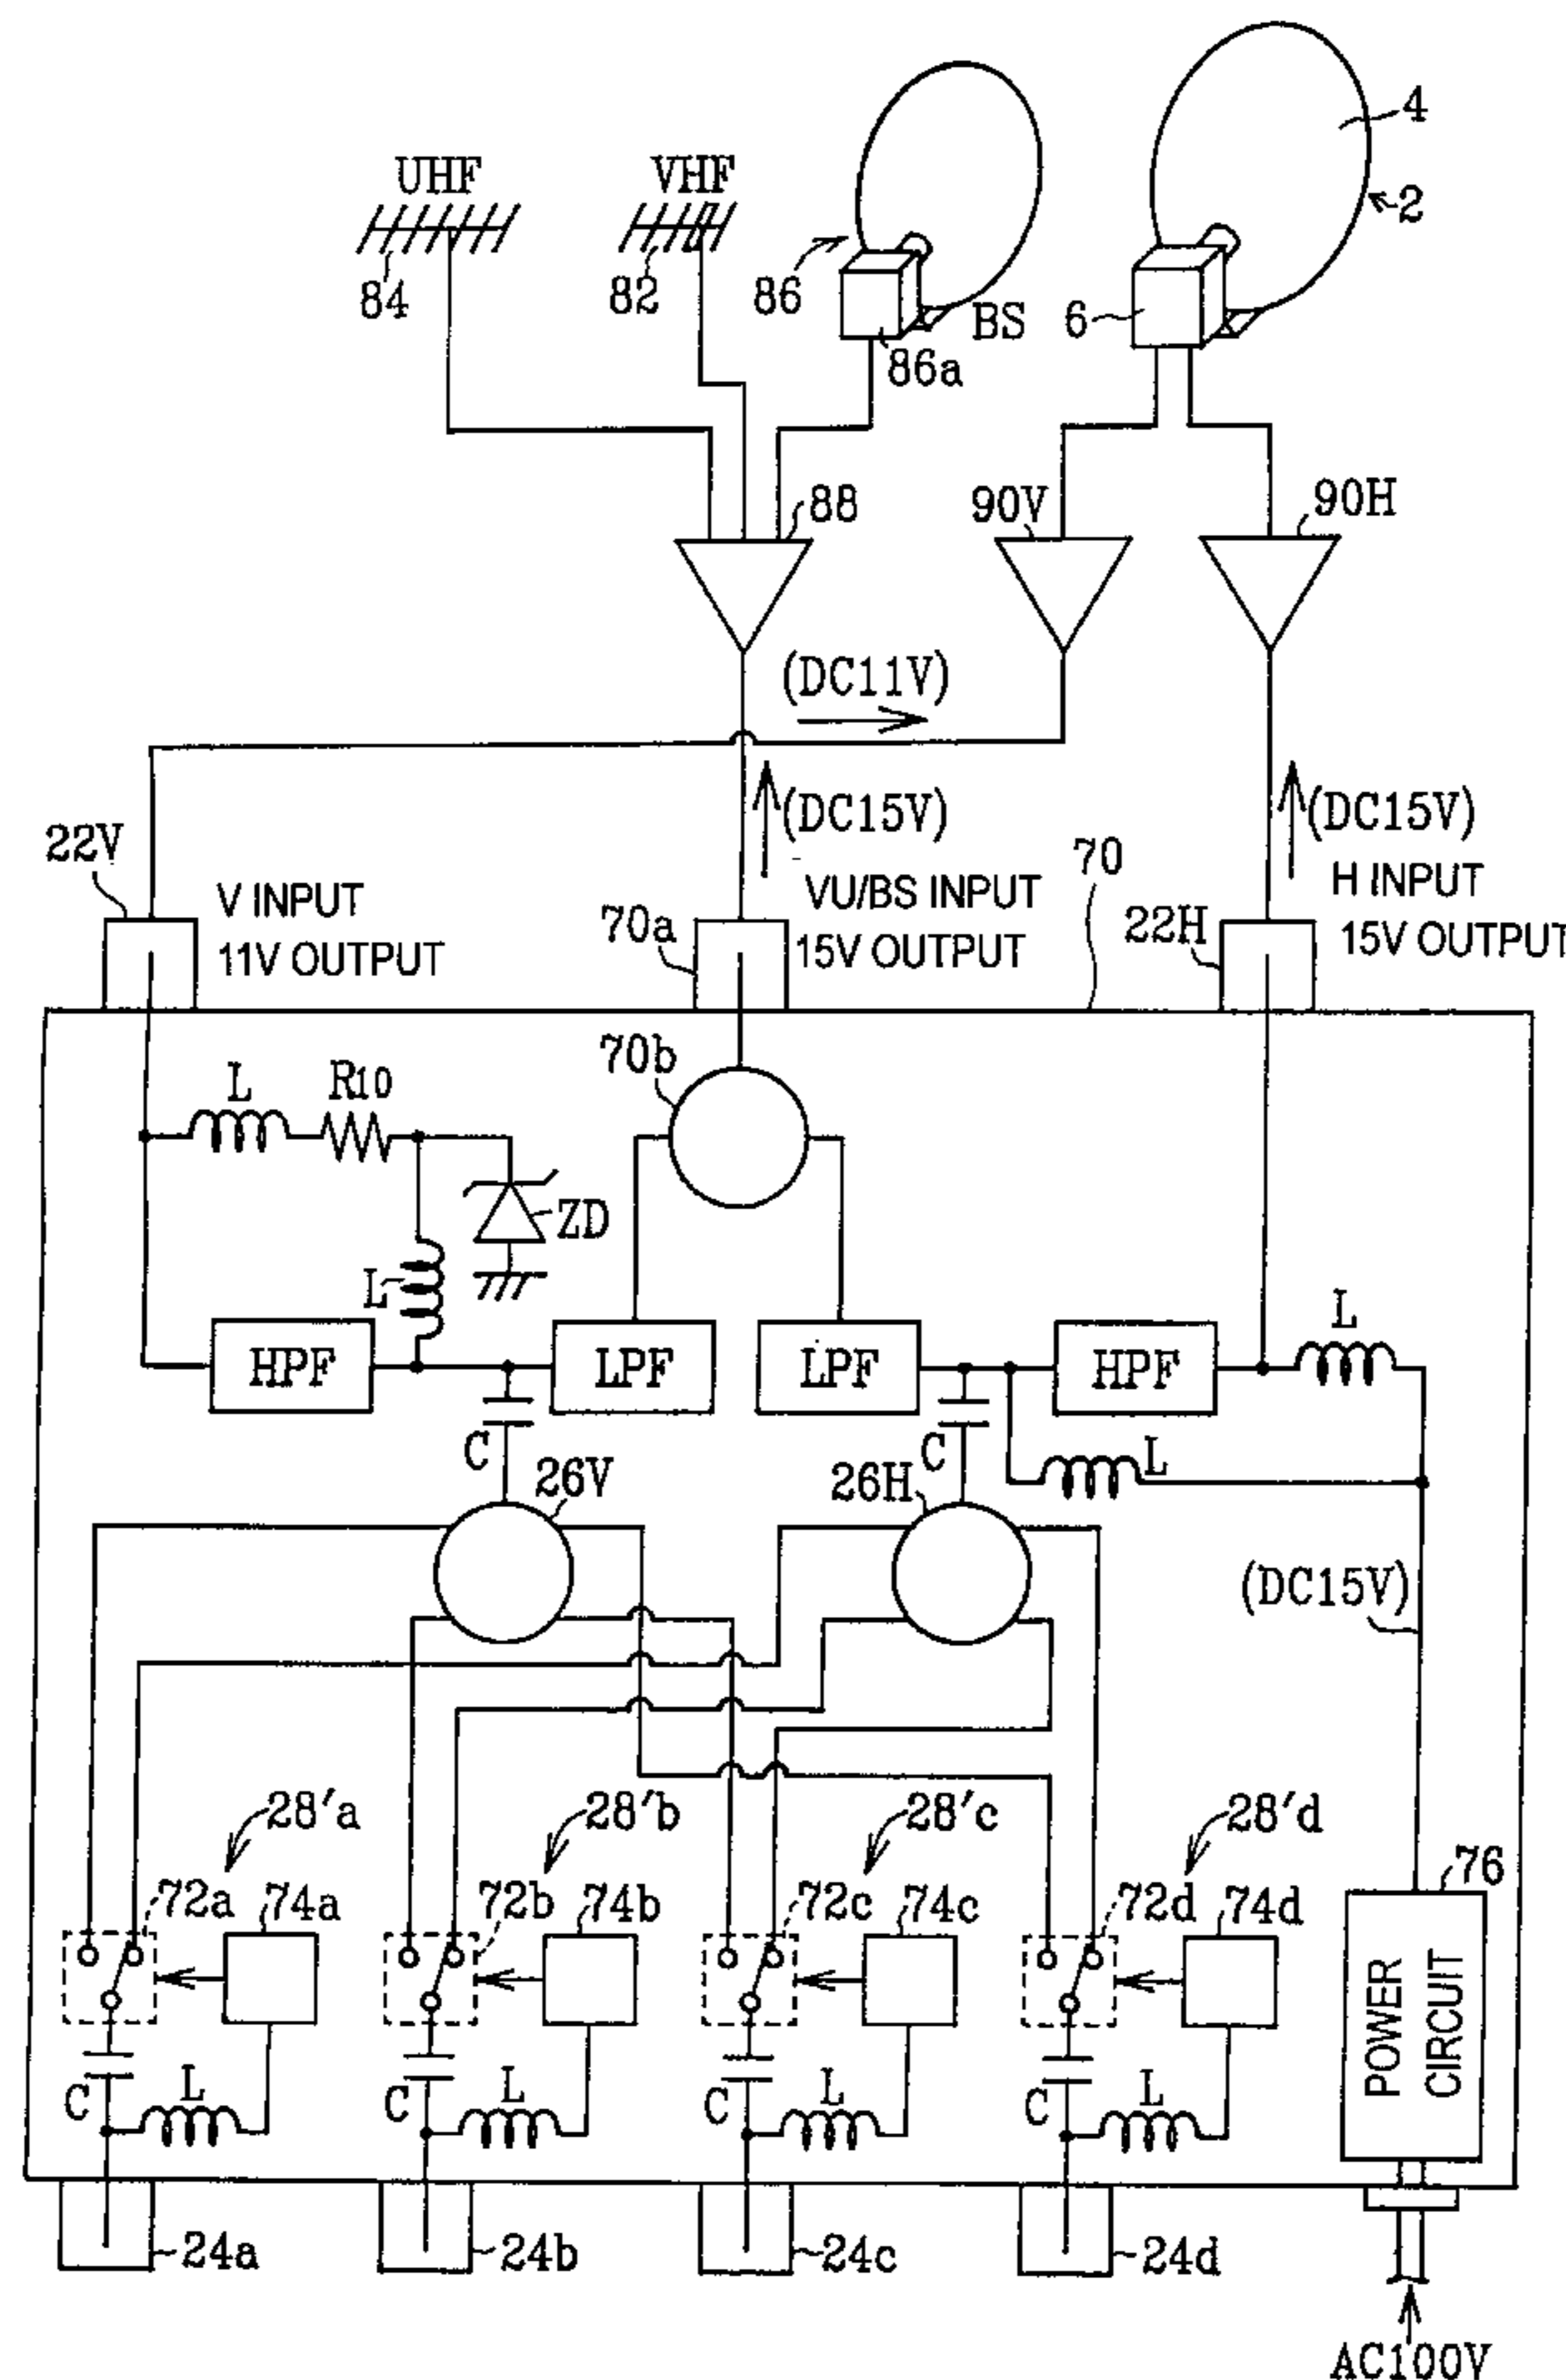 4
UHF
VHF
2
84
82
86
BS
6
86a
88
90V
90H
(DC11V)
(DC15V)
(DC15V)
22V
70
V INPUT
11V OUTPUT
70a
VU/BS INPUT
15V OUTPUT
22H
H INPUT
15V OUTPUT
70b
L
R10
ZD
L
L
HPF
LPF
LPF
HPF
C
C
L
26V
26H
(DC15V)
28'a
28'b
28'c
28'd
76
72a
74a
72b
74b
72c
74c
72d
74d
POWER
CIRCUIT
C
L
C
L
C
L
C
L
24a
24b
24c
24d
AC100V